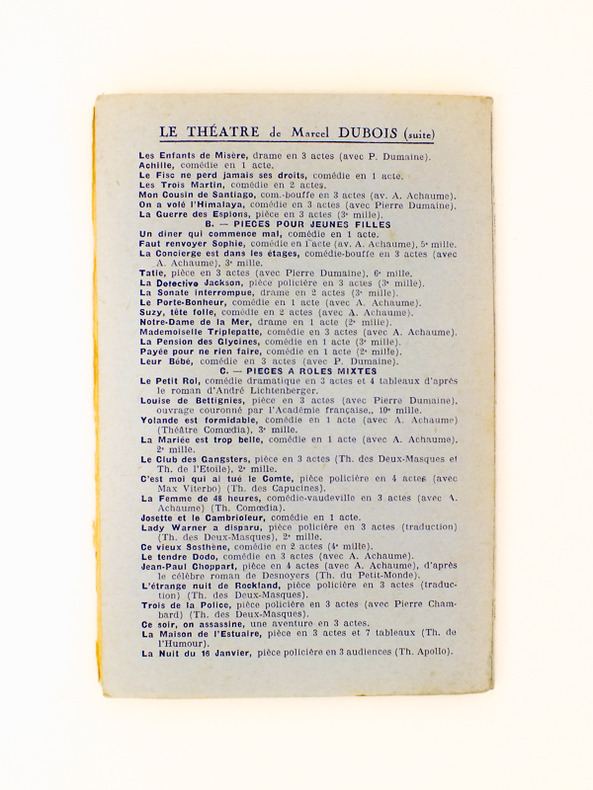 LE THÉATRE de Marcel DUBOIS (suite)
Les Enfants de Misère, drame en 3 actes (avec P. Dumaine).
Achille, comédie en 1 acte.
Le Fisc ne perd jamais ses droits, comédie en 1 acte.
Les Trois Martin, comédie en 2 actes.
Mon Cousin de Santiago, com.-bouffe en 3 actes (av. A. Achaume).
On a volé l'Himalaya, comédie en 3 actes (avec Pierre Dumaine).
La Guerre des Espions, pièce en 3 actes (3e mille).
B. — PIECES POUR JEUNES FILLES
Un diner qui commence mal, comédie en 1 acte.
Faut renvoyer Sophie, comédie en 1 acte (av. A. Achaume), 5e mille.
La Concierge est dans les étages, comédie-bouffe en 3 actes (avec
A. Achaume), 3e mille.
Tatie, pièce en 3 actes (avec Pierre Dumaine), 6e mille.
La Détective Jackson, pièce policière en 3 actes (3e mille).
La Sonate interrompue, drame en 2 actes (3e mille).
Le Porte-Bonheur, comédie en 1 acte (avec A. Achaume).
Suzy, tête folle, comédie en 2 actes (avec A. Achaume).
Notre-Dame de la Mer, drame en 1 acte (2e mille).
Mademoiselle Triplepatte, comédie en 3 actes (avec A. Achaume).
La Pension des Glycines, comédie en 1 acte (3e mille).
Payée pour ne rien faire, comédie en 1 acte (2e mille).
Leur Bébé, comédie en 3 actes (avec P. Dumaine).
C. — PIECES A ROLES MIXTES
Le Petit Roi, comédie dramatique en 3 actes et 4 tableaux d'après
le roman d'André Lichtenberger.
Louise de Bettignies, pièce en 3 actes (avec Pierre Dumaine),
ouvrage couronné par l'Académie française,, 10e mille.
Yolande est formidable, comédie en 1 acte (avec A. Achaume)
(Théâtre Comœdia), 3e mille.
La Mariée est trop belle, comédie en 1 acte (avec A. Achaume),
2e mille.
Le Club des Gangsters, pièce en 3 actes (Th. des Deux-Masques et
Th. de l'Etoile), 2e mille.
C'est moi qui ai tué le Comte, pièce policière en 4 actes (avec
Max Viterbo) (Th. des Capucines).
La Femme de 48 heures, comédie-vaudeville en 3 actes (avec A.
Achaume) (Th. Comœdia).
Josette et le Cambrioleur, comédie en 1 acte.
Lady Warner a disparu, pièce policière en 3 actes (traduction)
(Th. des Deux-Masques), 2e mille.
Ce vieux Sosthène, comédie en 2 actes (4e mille).
Le tendre Dodo, comédie en 3 actes (avec A. Achaume).
Jean-Paul Choppart, pièce en 4 actes (avec A. Achaume), d'après
le célèbre roman de Desnoyers (Th. du Petit-Monde).
L'étrange nuit de Rockland, pièce policière en 3 actes (traduc-
tion) (Th. des Deux-Masques).
Trois de la Police, pièce policière en 3 actes (avec Pierre Cham-
bard) (Th. des Deux-Masques).
Ce soir, on assassine, une aventure en 3 actes.
La Maison de l'Estuaire, pièce en 3 actes et 7 tableaux (Th. de
l'Humour).
La Nuit du 16 Janvier, pièce policière en 3 audiences (Th. Apollo).